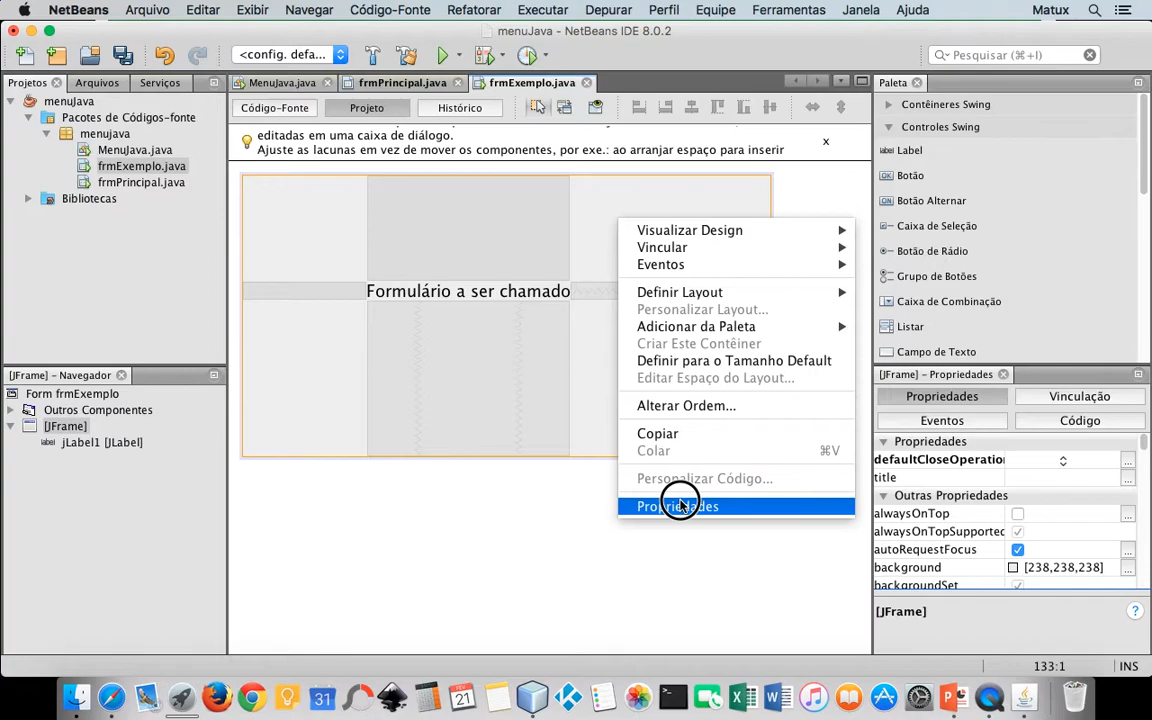 NetBeans Arquivo Editar Exibir Navegar Código-Fonte Refatorar Executar Depurar Perfil Equipe Ferramentas Janela Ajuda Matux
menuJava - NetBeans IDE 8.0.2
<config. defa...
Pesquisar (⌘+I)
Projetos Arquivos Serviços
MenuJava.java frmPrincipal.java frmExemplo.java
Paleta
menuJava
Pacotes de Códigos-fonte
menujava
MenuJava.java
frmExemplo.java
frmPrincipal.java
Bibliotecas
Código-Fonte Projeto Histórico
editadas em uma caixa de diálogo.
Ajuste as lacunas em vez de mover os componentes, por exe.: ao arranjar espaço para inserir
x
Formulário a ser chamado
Visualizar Design
Vincular
Eventos
Definir Layout
Personalizar Layout...
Adicionar da Paleta
Criar Este Contêiner
Definir para o Tamanho Default
Editar Espaço do Layout...
Alterar Ordem...
Copiar
Colar ⌘V
Personalizar Código...
Propriedades
Contêineres Swing
Controles Swing
label Label
Botão
Botão Alternar
Caixa de Seleção
Botão de Rádio
Grupo de Botões
Caixa de Combinação
Listar
Campo de Texto
[JFrame] - Navegador
Form frmExemplo
Outros Componentes
[JFrame]
label jLabel1 [JLabel]
[JFrame] - Propriedades
Propriedades Vinculação
Eventos Código
Propriedades
defaultCloseOperation
...
title
...
Outras Propriedades
alwaysOnTop
...
alwaysOnTopSupported
autoRequestFocus
...
background [238,238,238] ...
backgroundSet
[JFrame]
?
133:1 INS
31
FEV
21